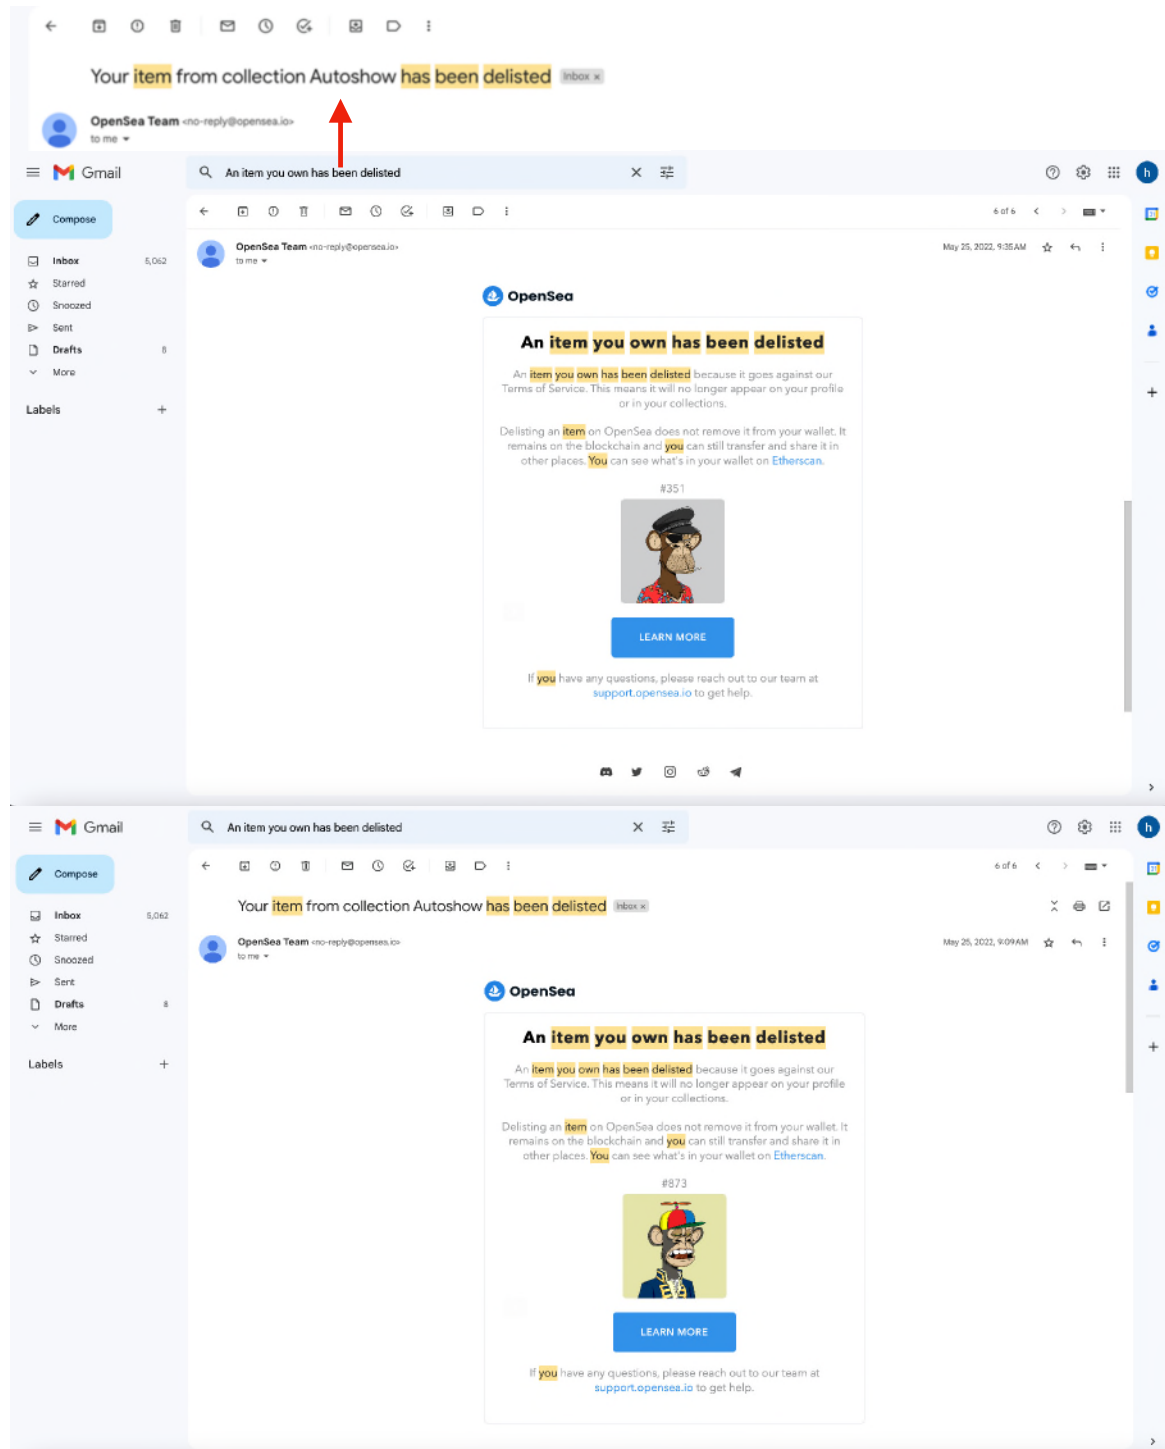 Your item from collection Autoshow has been delisted Inbox x
OpenSea Team <no-reply@opensea.io>
to me
Gmail
An item you own has been delisted
h
Compose
6 of 6
Inbox 5,062
Starred
Snoozed
Sent
Drafts 8
More
Labels +
OpenSea Team <no-reply@opensea.io>
May 25, 2022, 9:35 AM
to me
OpenSea
An item you own has been delisted
An item you own has been delisted because it goes against our
Terms of Service. This means it will no longer appear on your profile
or in your collections.
Delisting an item on OpenSea does not remove it from your wallet. It
remains on the blockchain and you can still transfer and share it in
other places. You can see what's in your wallet on Etherscan.
#351
LEARN MORE
If you have any questions, please reach out to our team at
support.opensea.io to get help.
Gmail
An item you own has been delisted
h
Compose
6 of 6
Inbox 5,062
Starred
Snoozed
Sent
Drafts 8
More
Labels +
Your item from collection Autoshow has been delisted Inbox x
OpenSea Team <no-reply@opensea.io>
May 25, 2022, 9:09 AM
to me
OpenSea
An item you own has been delisted
An item you own has been delisted because it goes against our
Terms of Service. This means it will no longer appear on your profile
or in your collections.
Delisting an item on OpenSea does not remove it from your wallet. It
remains on the blockchain and you can still transfer and share it in
other places. You can see what's in your wallet on Etherscan.
#873
LEARN MORE
If you have any questions, please reach out to our team at
support.opensea.io to get help.